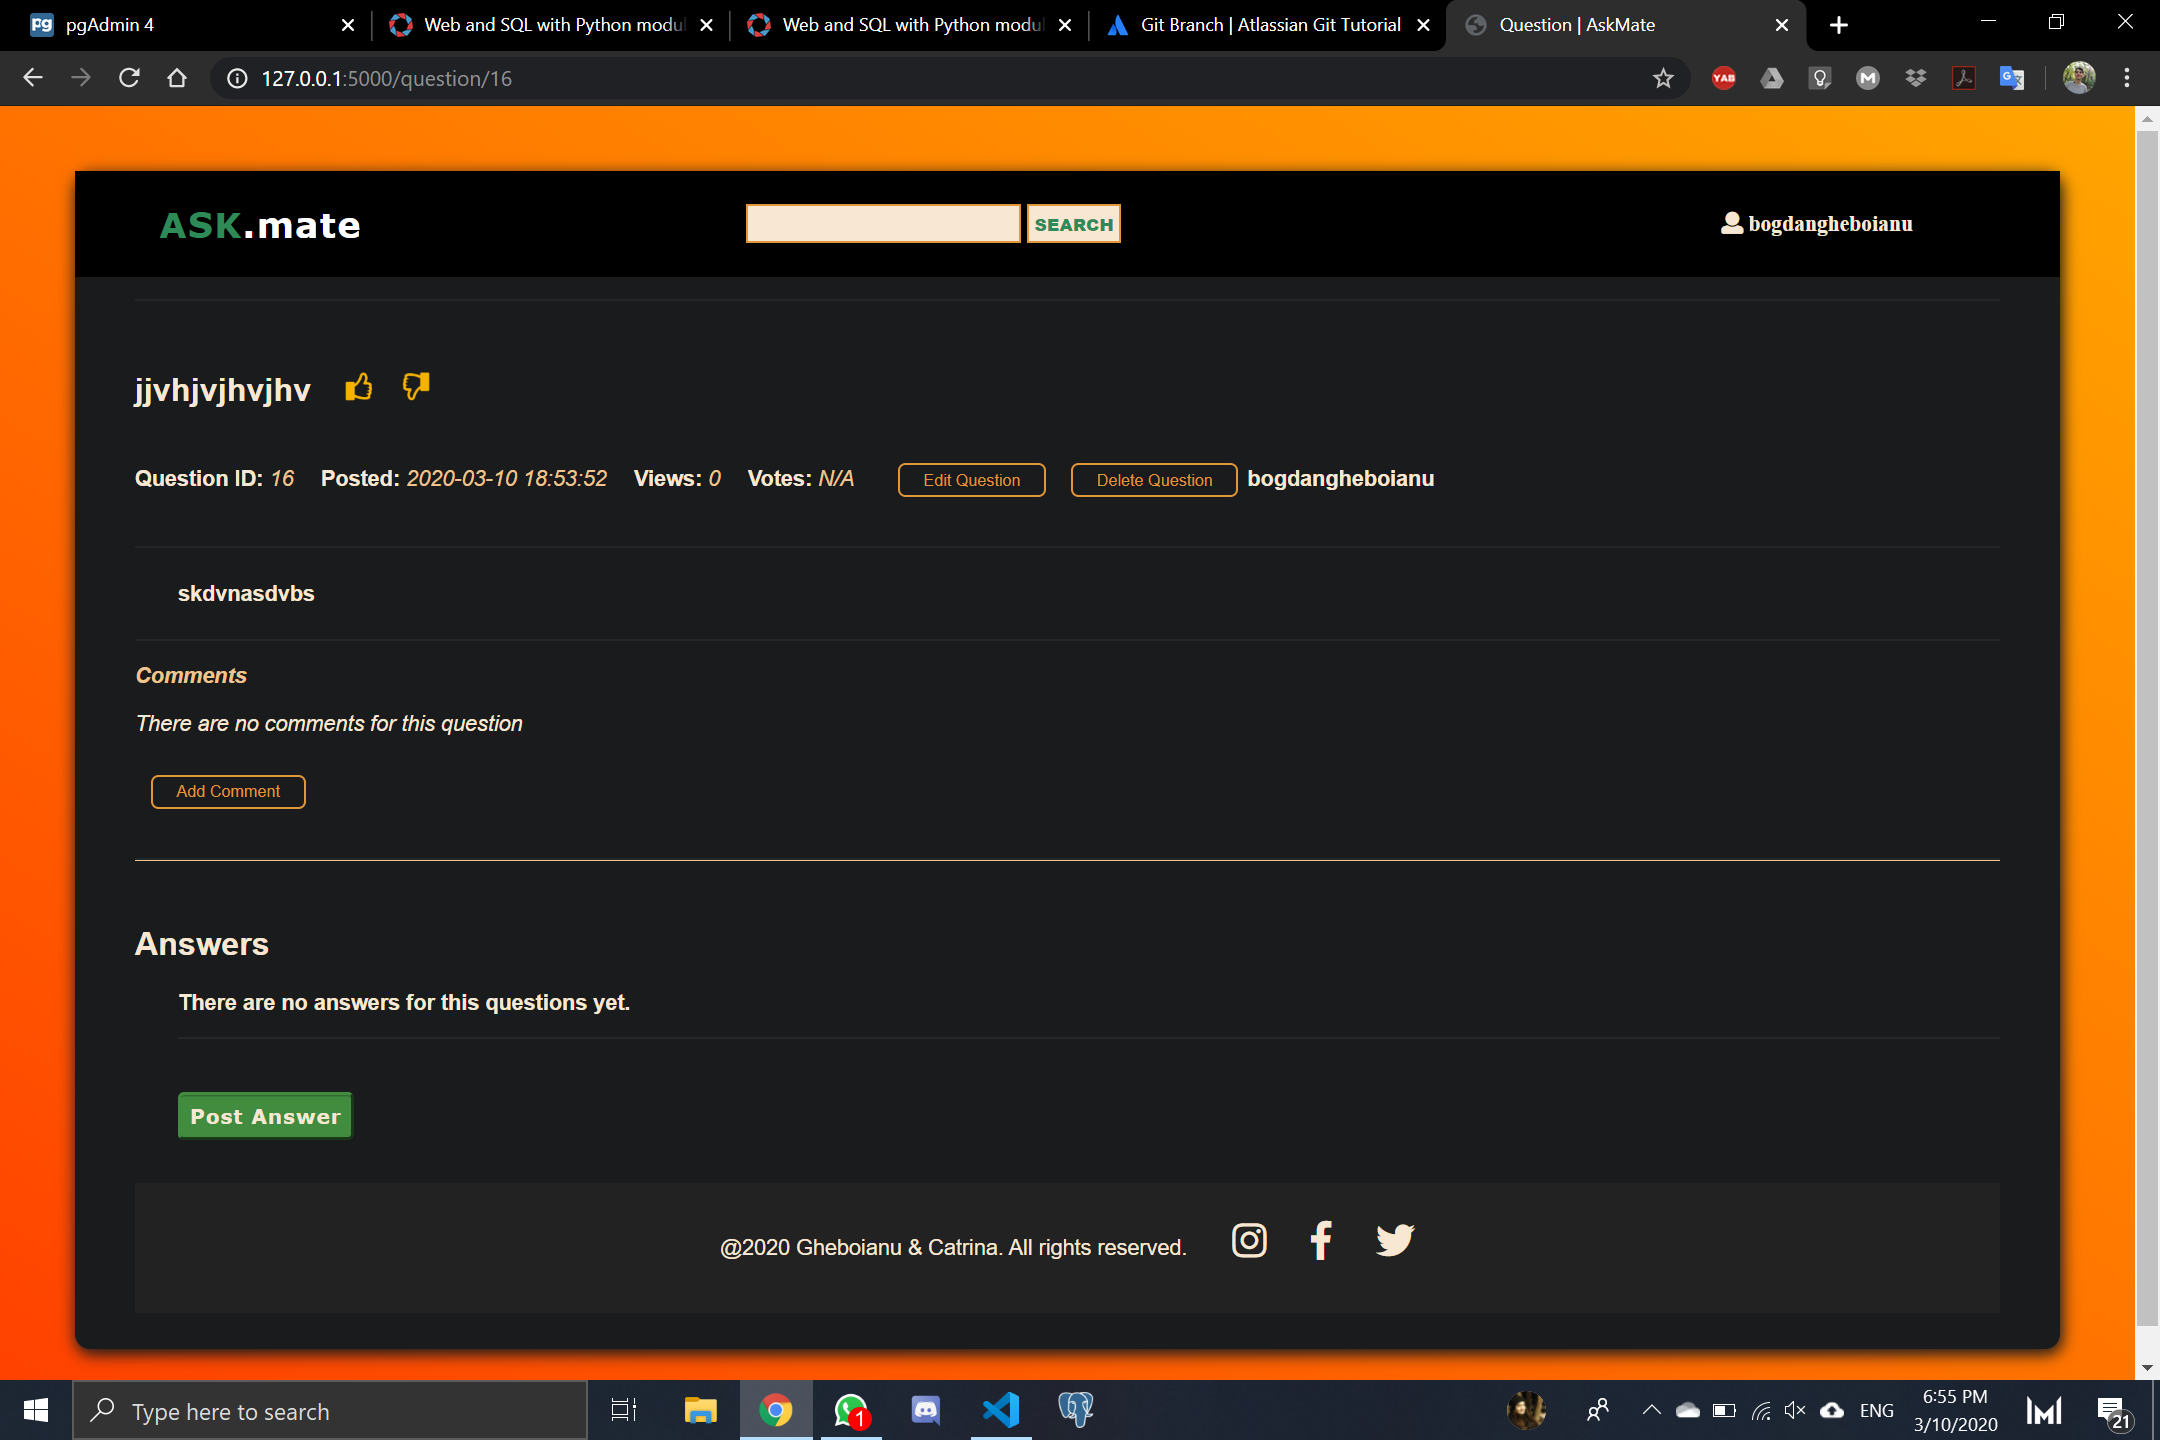 pgAdmin 4
Web and SQL with Python modul
Web and SQL with Python modul
Git Branch | Atlassian Git Tutorial
Question | AskMate
127.0.0.1:5000/question/16
YAB
ASK.mate
SEARCH
bogdangheboianu
jjvhjvjhvjhv
Question ID: 16 Posted: 2020-03-10 18:53:52 Views: 0 Votes: N/A Edit Question Delete Question bogdangheboianu
skdvnasdvbs
Comments
There are no comments for this question
Add Comment
Answers
There are no answers for this questions yet.
Post Answer
@2020 Gheboianu & Catrina. All rights reserved.
Type here to search
1
ENG
6:55 PM
3/10/2020
21